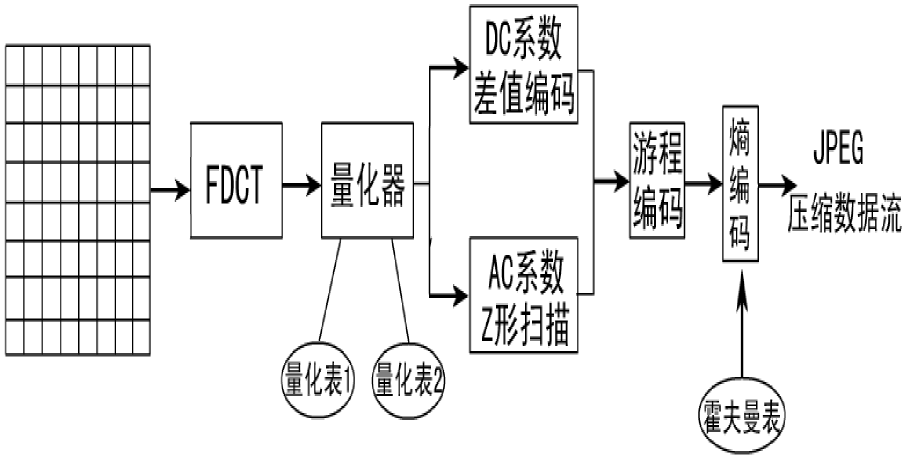 DC系数
差值编码
FDCT
量化器
游程
编码
熵
编
码
JPEG
压缩数据流
AC系数
Z形扫描
量化表1
量化表2
霍夫曼表